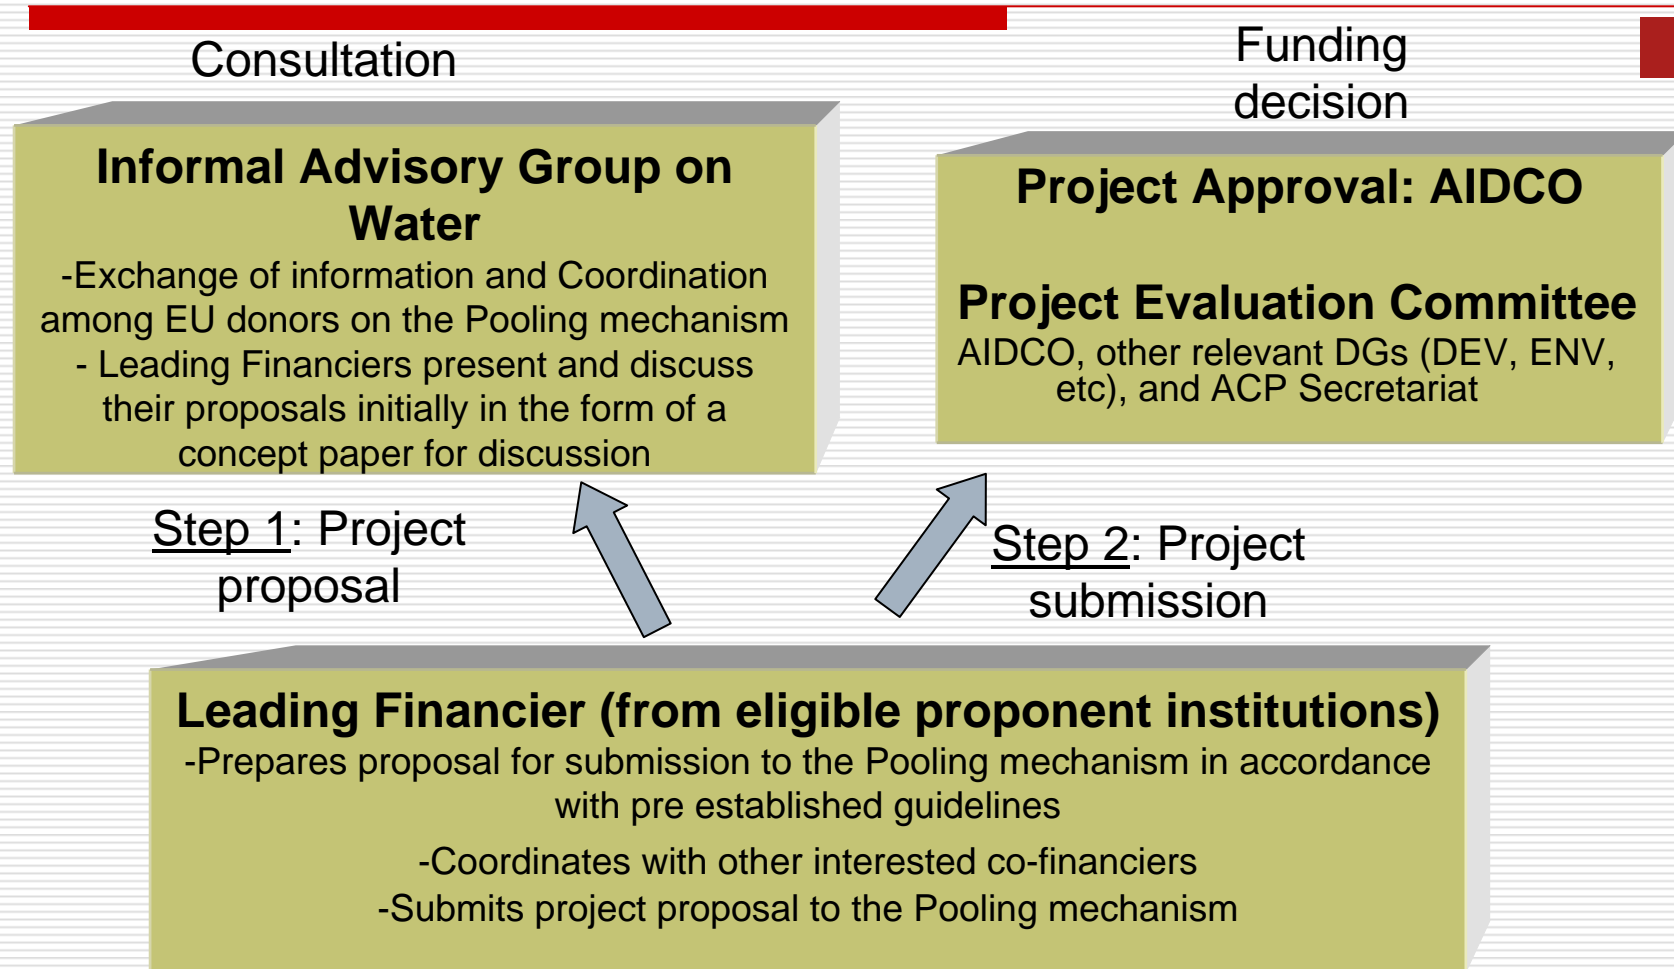 Consultation
Informal Advisory Group on
Water
-Exchange of information and Coordination
among EU donors on the Pooling mechanism
- Leading Financiers present and discuss
their proposals initially in the form of a
concept paper for discussion
Funding
decision
Project Approval: AIDCO
Project Evaluation Committee
AIDCO, other relevant DGs (DEV, ENV,
etc), and ACP Secretariat
Step 1: Project
proposal
Step 2: Project
submission
Leading Financier (from eligible proponent institutions)
-Prepares proposal for submission to the Pooling mechanism in accordance
with pre established guidelines
-Coordinates with other interested co-financiers
-Submits project proposal to the Pooling mechanism